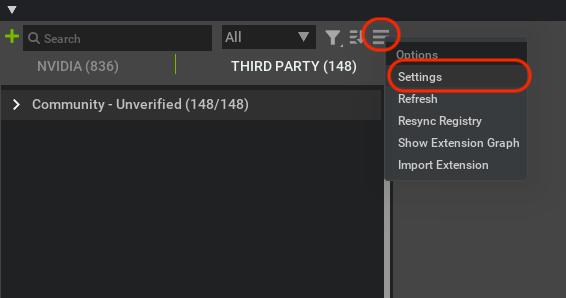 Search
All
NVIDIA (836)
THIRD PARTY (148)
Community - Unverified (148/148)
Options
Settings
Refresh
Resync Registry
Show Extension Graph
Import Extension